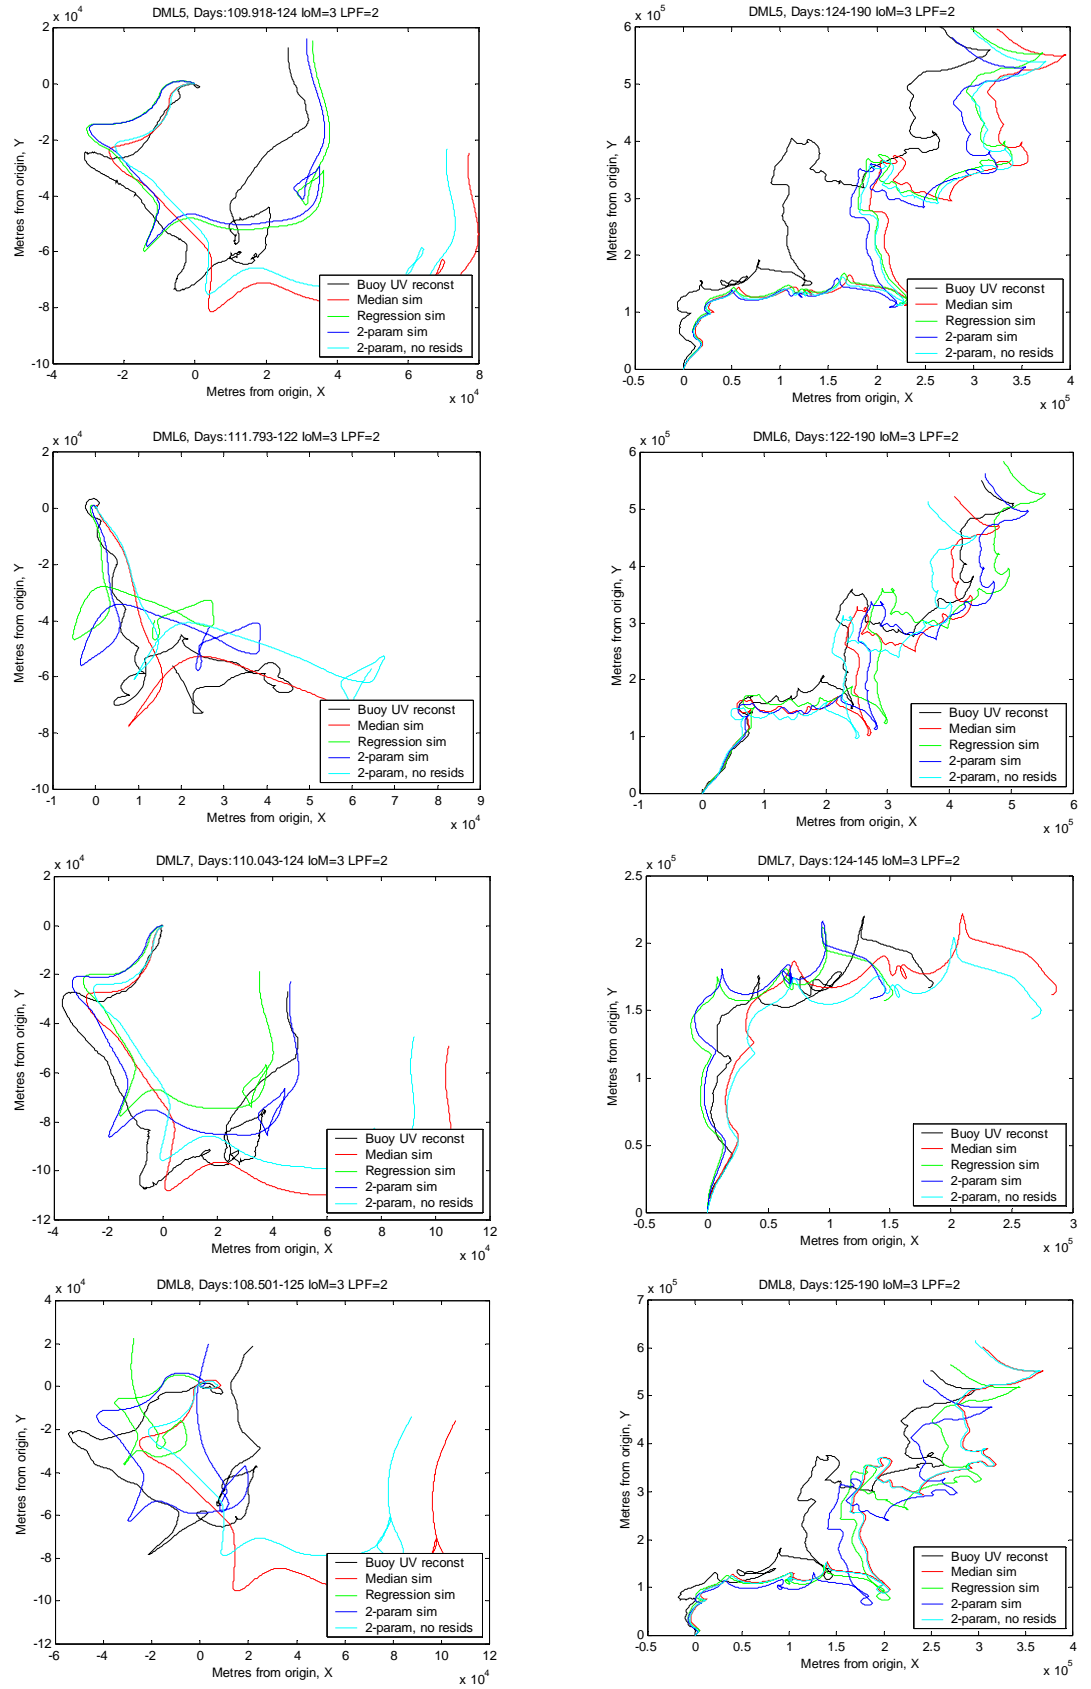 DML5, Days:109.918-124 IoM=3 LPF=2
x 10^4
Metres from origin, Y
2
0
-2
-4
-6
-8
-10
-4 -2 0 2 4 6 80
Metres from origin, X
x 10^4
Buoy UV reconst
Median sim
Regression sim
2-param sim
2-param, no resids
DML5, Days:124-190 IoM=3 LPF=2
x 10^5
Metres from origin, Y
6
5
4
3
2
1
0
-0.5 0 0.5 1 1.5 2 2.5 3 3.5 4
Metres from origin, X
x 10^5
Buoy UV reconst
Median sim
Regression sim
2-param sim
2-param, no resids
DML6, Days:111.793-122 IoM=3 LPF=2
x 10^4
Metres from origin, Y
2
0
-2
-4
-6
-8
-10
-1 0 1 2 3 4 5 6 7 8 9
Metres from origin, X
x 10^4
Buoy UV reconst
Median sim
Regression sim
2-param sim
2-param, no resids
DML6, Days:122-190 IoM=3 LPF=2
x 10^5
Metres from origin, Y
6
5
4
3
2
1
0
-1 0 1 2 3 4 5 6
Metres from origin, X
x 10^5
Buoy UV reconst
Median sim
Regression sim
2-param sim
2-param, no resids
DML7, Days:110.043-124 IoM=3 LPF=2
x 10^4
Metres from origin, Y
2
0
-2
-4
-6
-8
-10
-12
-4 -2 0 2 4 6 8 10 12
Metres from origin, X
x 10^4
Buoy UV reconst
Median sim
Regression sim
2-param sim
2-param, no resids
DML7, Days:124-145 IoM=3 LPF=2
x 10^5
Metres from origin, Y
2.5
2
1.5
1
0.5
0
-0.5 0 0.5 1 1.5 2 2.5 3
Metres from origin, X
x 10^5
Buoy UV reconst
Median sim
Regression sim
2-param sim
2-param, no resids
DML8, Days:108.501-125 IoM=3 LPF=2
x 10^4
Metres from origin, Y
4
2
0
-2
-4
-6
-8
-10
-12
-6 -4 -2 0 2 4 6 8 10 12
Metres from origin, X
x 10^4
Buoy UV reconst
Median sim
Regression sim
2-param sim
2-param, no resids
DML8, Days:125-190 IoM=3 LPF=2
x 10^5
Metres from origin, Y
7
6
5
4
3
2
1
0
-0.5 0 0.5 1 1.5 2 2.5 3 3.5 4
Metres from origin, X
x 10^5
Buoy UV reconst
Median sim
Regression sim
2-param sim
2-param, no resids